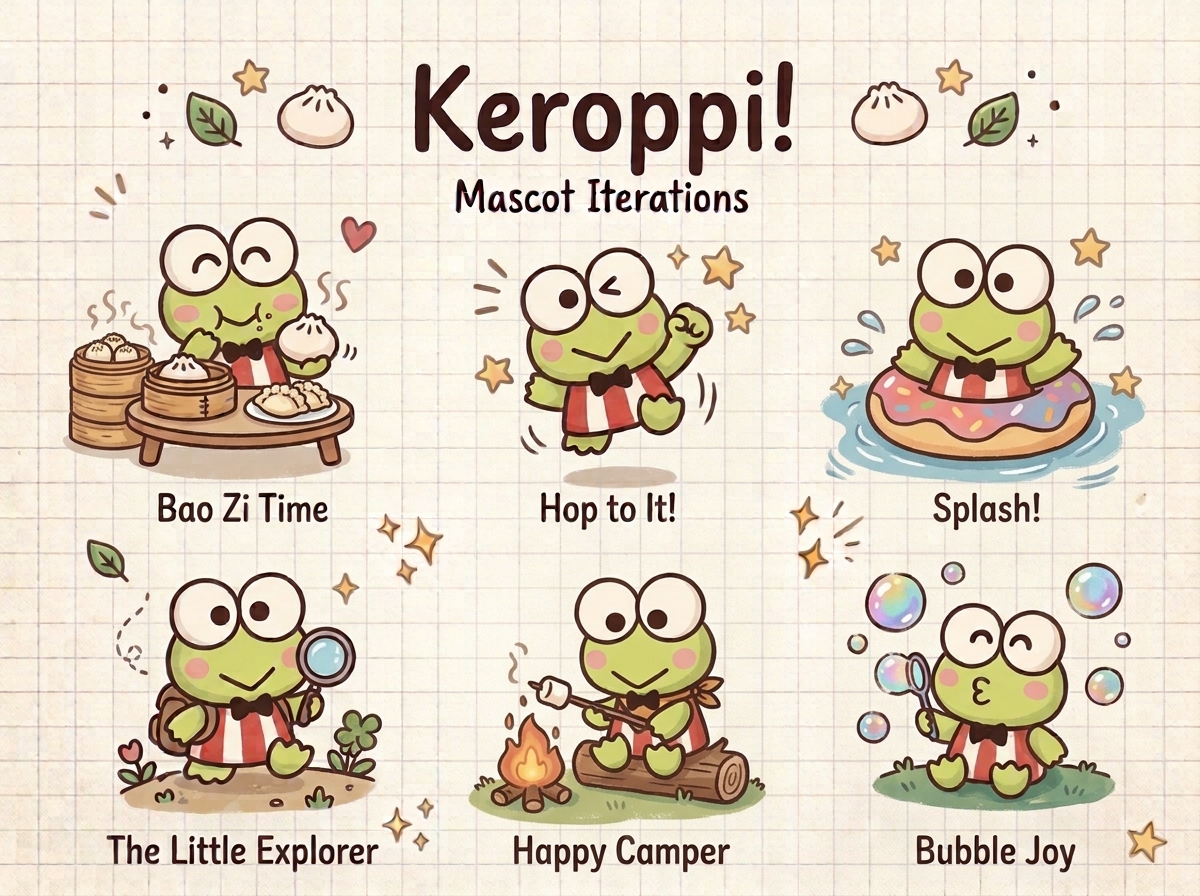 Keroppi!
Mascot Iterations
Bao Zi Time
Hop to It!
Splash!
The Little Explorer
Happy Camper
Bubble Joy